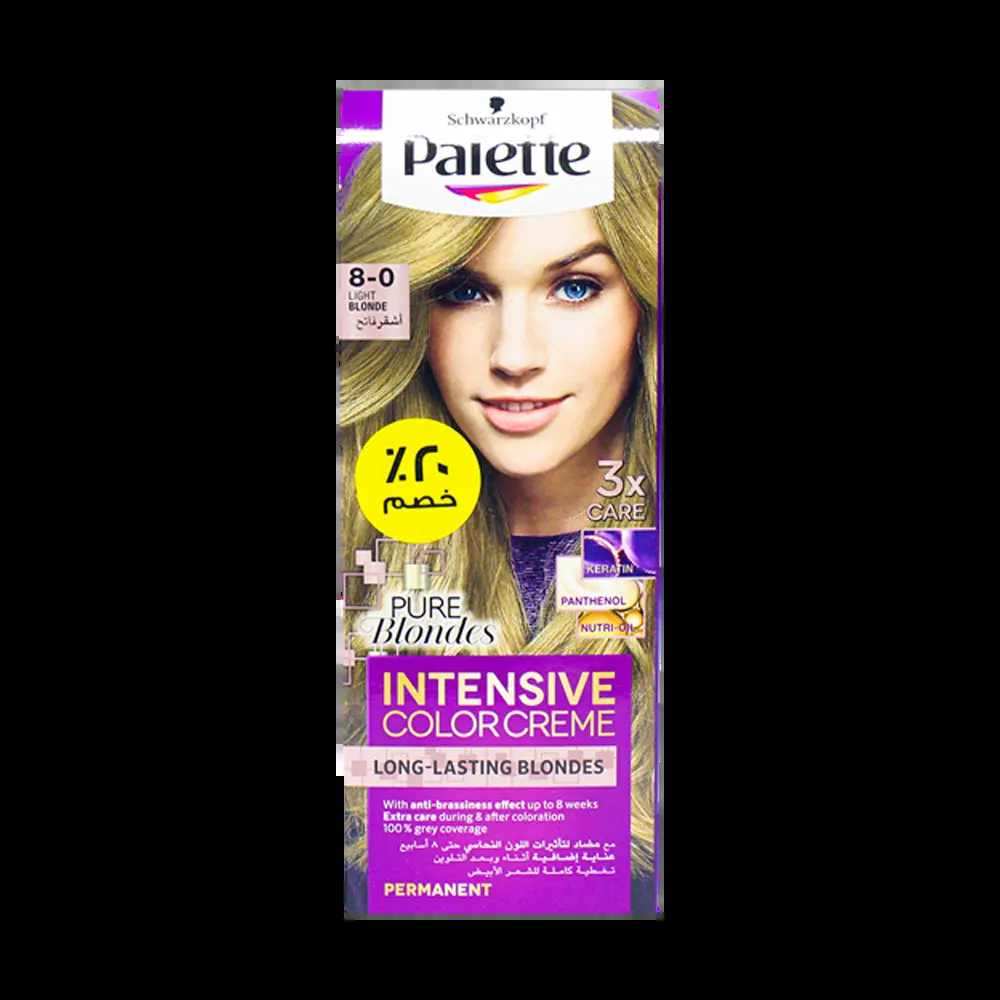 Schwarzkopf
Palette
8-0
LIGHT
BLONDE
أشقر فاتح
٪٢٠
خصم
3x
CARE
KERATIN
PANTHENOL
NUTRI-OIL
PURE
Blondes
INTENSIVE
COLOR CREME
LONG-LASTING BLONDES
With anti-brassiness effect up to 8 weeks
Extra care during & after coloration
100% grey coverage
مع مضاد لتأثيرات اللون النحاسي حتى ٨ أسابيع
عناية إضافية أثناء وبعد التلوين
تغطية كاملة للشعر الأبيض
PERMANENT